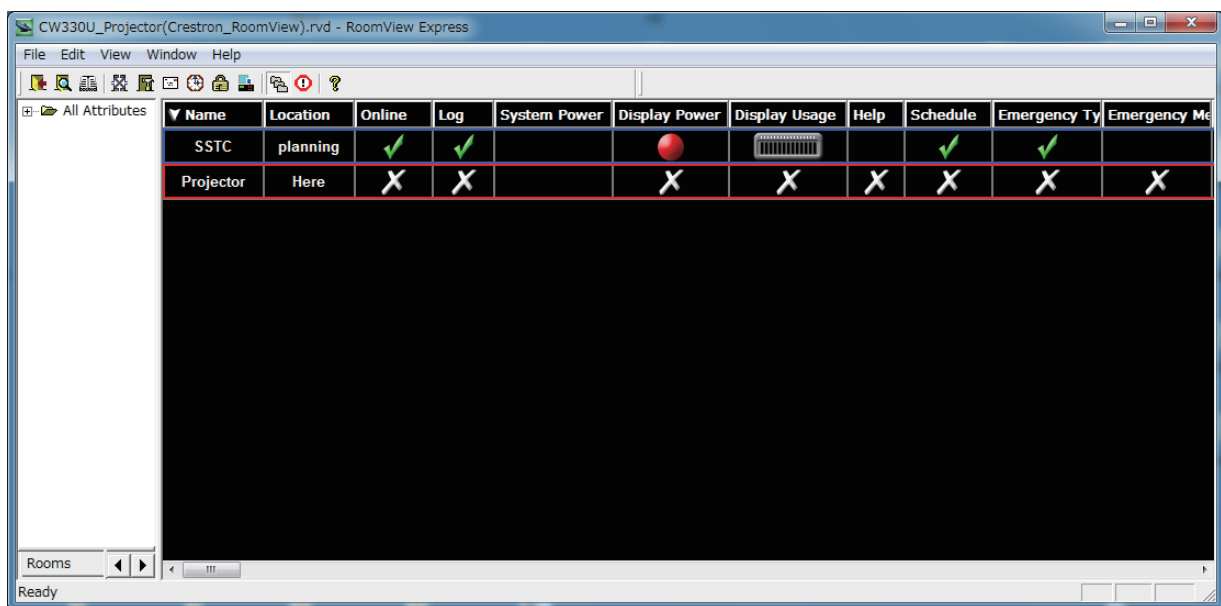 CW330U_Projector(Crestron_RoomView).rvd - RoomView Express
File Edit View Window Help
All Attributes
Name Location Online Log System Power Display Power Display Usage Help Schedule Emergency Ty Emergency Me
SSTC planning
Projector Here
Rooms
Ready